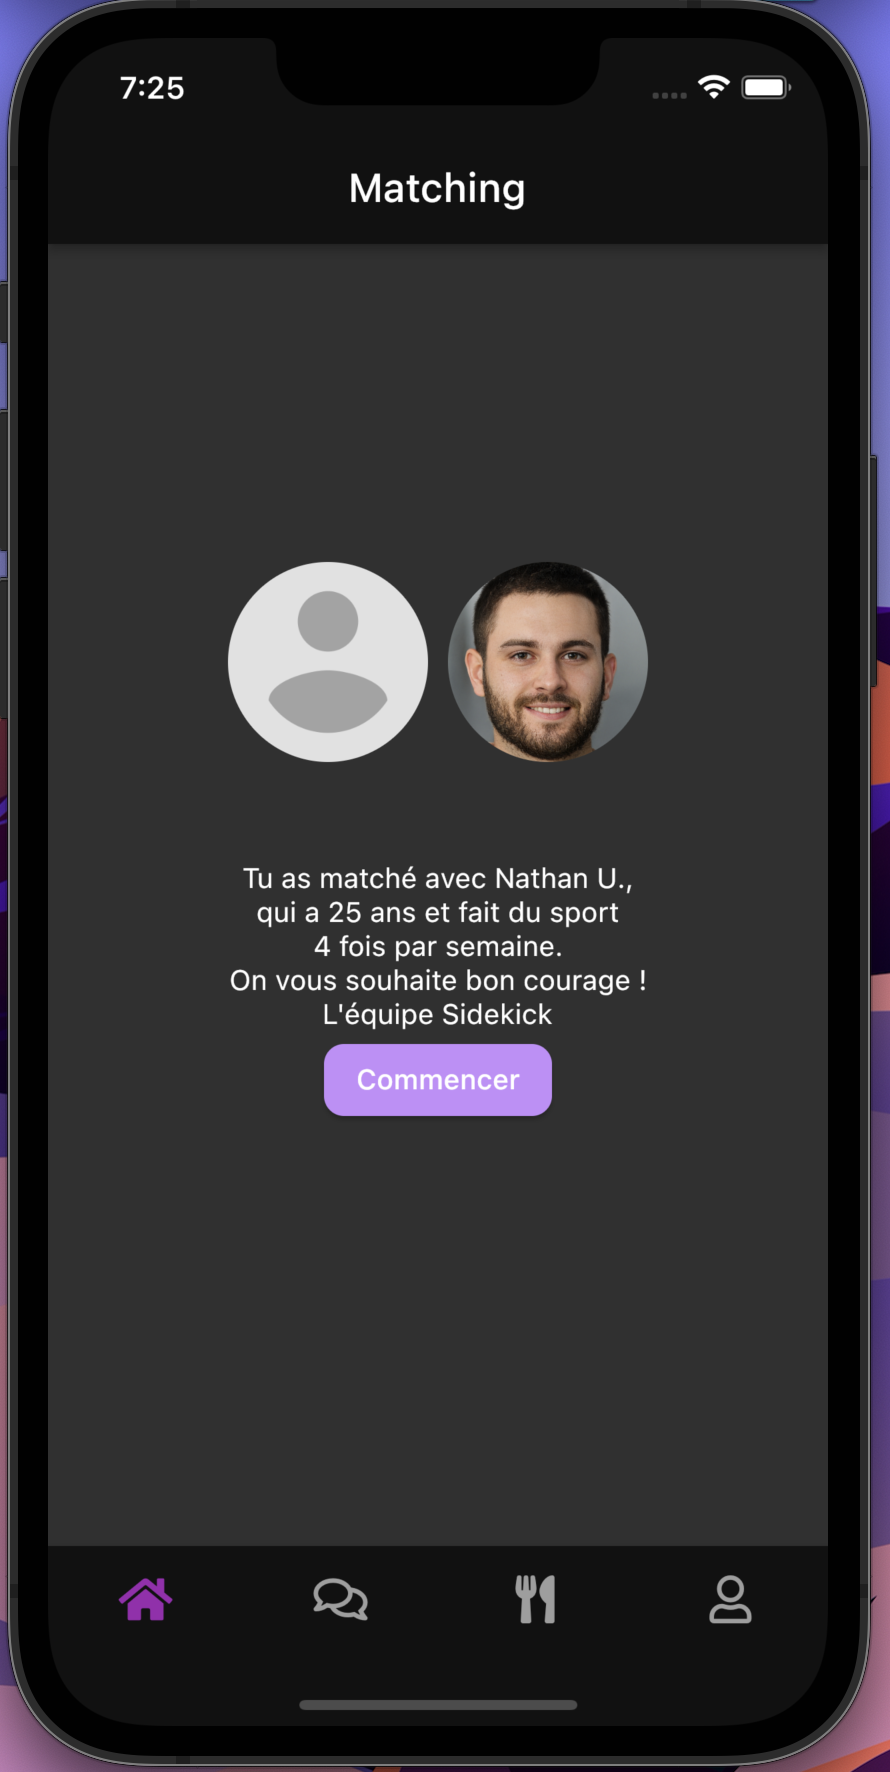 7:25
Matching
Tu as matché avec Nathan U.,
qui a 25 ans et fait du sport
4 fois par semaine.
On vous souhaite bon courage !
L'équipe Sidekick
Commencer